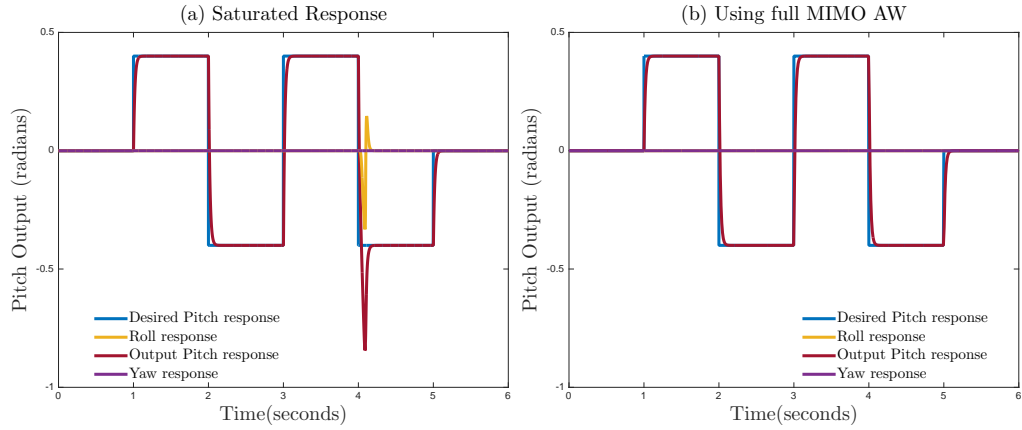 (a) Saturated Response
0.5
0
-0.5
-1
0 1 2 3 4 5 6
Pitch Output (radians)
Time(seconds)
Desired Pitch response
Roll response
Output Pitch response
Yaw response
(b) Using full MIMO AW
0.5
0
-0.5
-1
0 1 2 3 4 5 6
Pitch Output (radians)
Time(seconds)
Desired Pitch response
Roll response
Output Pitch response
Yaw response